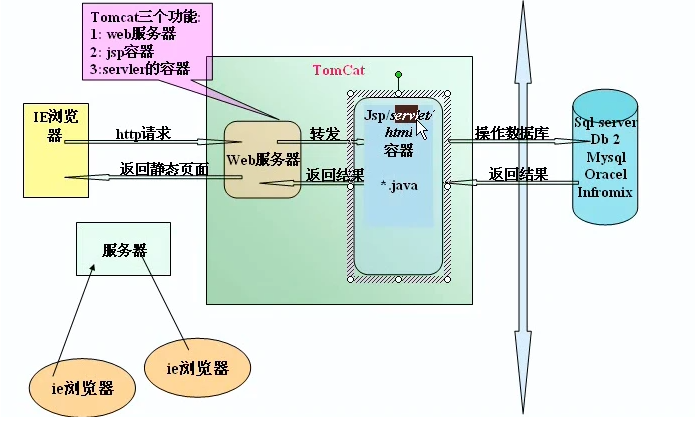 Tomcat三个功能:
1: web服务器
2: jsp容器
3:servler的容器
TomCat
IE浏览
器
http请求
返回静态页面
Web服务器
转发
返回结果
Jsp/servlet/
html
容器
*.java
操作数据库
返回结果
Sql server
Db 2
Mysql
Oracel
Infromix
服务器
ie浏览器
ie浏览器